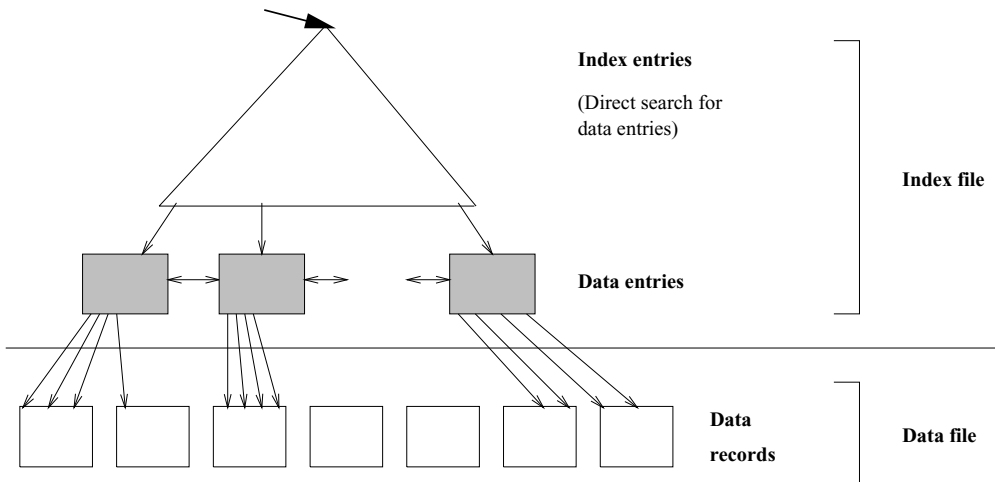 Index entries
(Direct search for
data entries)
Index file
Data entries
Data
records
Data file